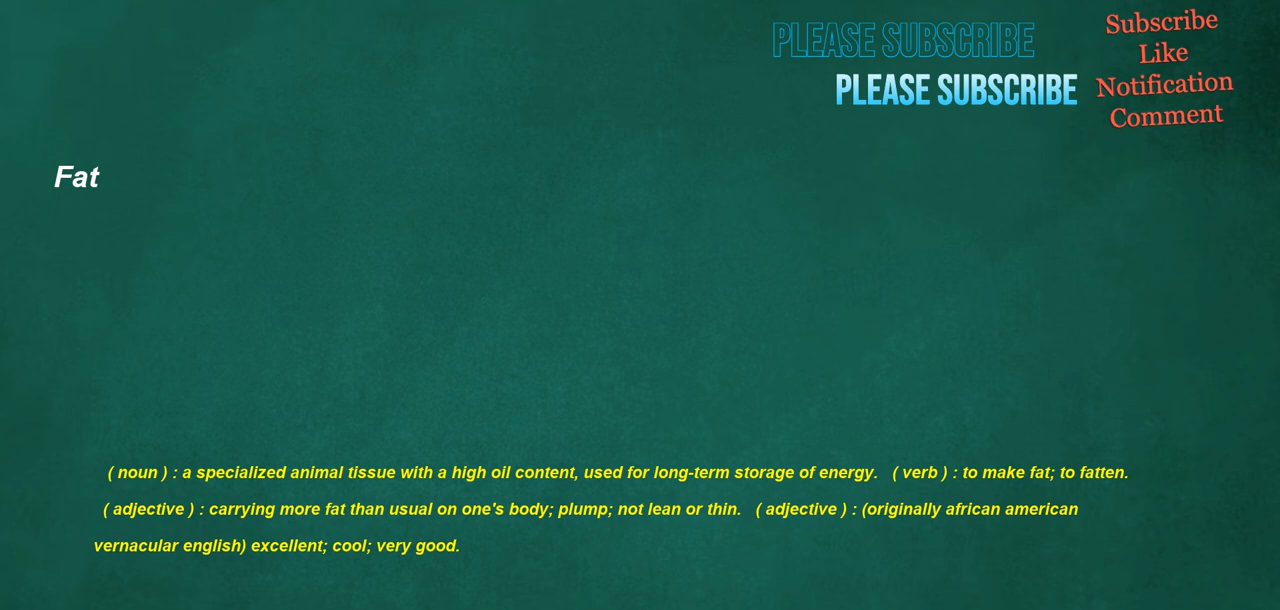 PLEASE SUBSCRIBE
PLEASE SUBSCRIBE
Subscribe
Like
Notification
Comment
Fat
( noun ) : a specialized animal tissue with a high oil content, used for long-term storage of energy. ( verb ) : to make fat; to fatten.
( adjective ) : carrying more fat than usual on one's body; plump; not lean or thin. ( adjective ) : (originally african american
vernacular english) excellent; cool; very good.